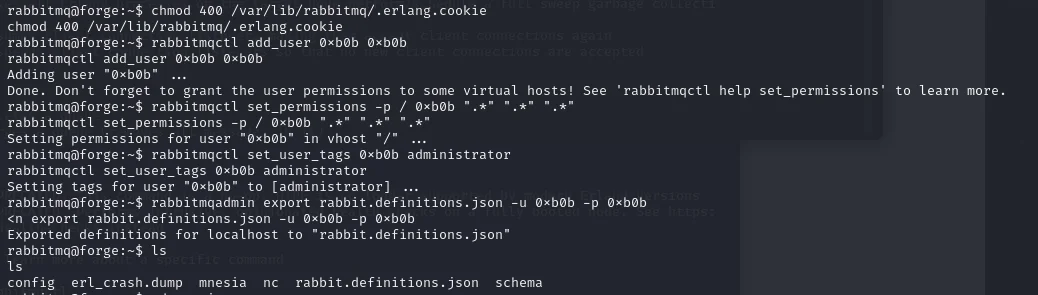 rabbitmq@forge:~$ chmod 400 /var/lib/rabbitmq/.erlang.cookie
chmod 400 /var/lib/rabbitmq/.erlang.cookie
rabbitmq@forge:~$ rabbitmqctl add_user 0×b0b 0×b0b
rabbitmqctl add_user 0×b0b 0×b0b
Adding user "0×b0b" ...
Done. Don't forget to grant the user permissions to some virtual hosts! See 'rabbitmqctl help set_permissions' to learn more.
rabbitmq@forge:~$ rabbitmqctl set_permissions -p / 0×b0b ".*" ".*" ".*"
rabbitmqctl set_permissions -p / 0×b0b ".*" ".*" ".*"
Setting permissions for user "0×b0b" in vhost "/" ...
rabbitmq@forge:~$ rabbitmqctl set_user_tags 0×b0b administrator
rabbitmqctl set_user_tags 0×b0b administrator
Setting tags for user "0×b0b" to [administrator] ...
rabbitmq@forge:~$ rabbitmqadmin export rabbit.definitions.json -u 0×b0b -p 0×b0b
<n export rabbit.definitions.json -u 0×b0b -p 0×b0b
Exported definitions for localhost to "rabbit.definitions.json"
rabbitmq@forge:~$ ls
ls
config erl_crash.dump mnesia nc rabbit.definitions.json schema